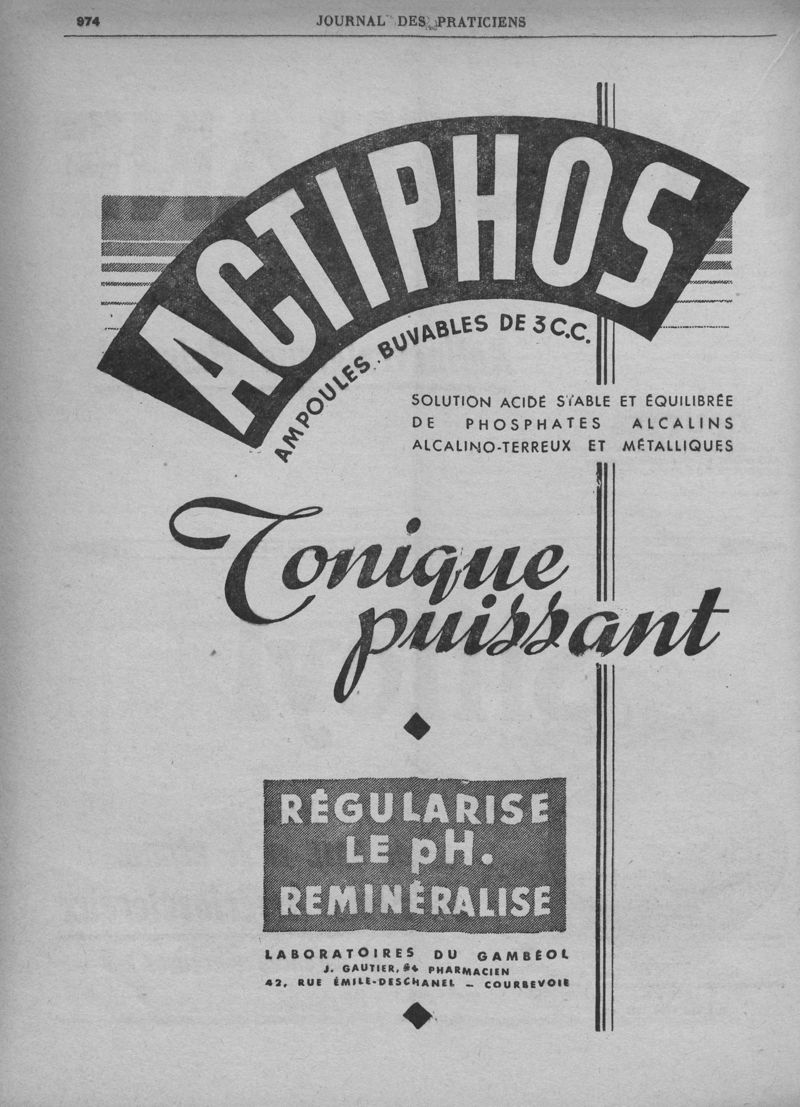 974
JOURNAL DES PRATICIENS
ACTIPHOS
AMPOULES BUVABLES DE 3 C.C.
SOLUTION ACIDE STABLE ET ÉQUILIBRÉE
DE PHOSPHATES ALCALINS
ALCALINO-TERREUX ET MÉTALLIQUES
Tonique
puissant
RÉGULARISE
LE pH.
REMINÉRALISE
LABORATOIRES DU GAMBÉOL
J. GAUTIER, PHARMACIEN
42, RUE ÉMILE-DESCHANEL — COURBEVOIE